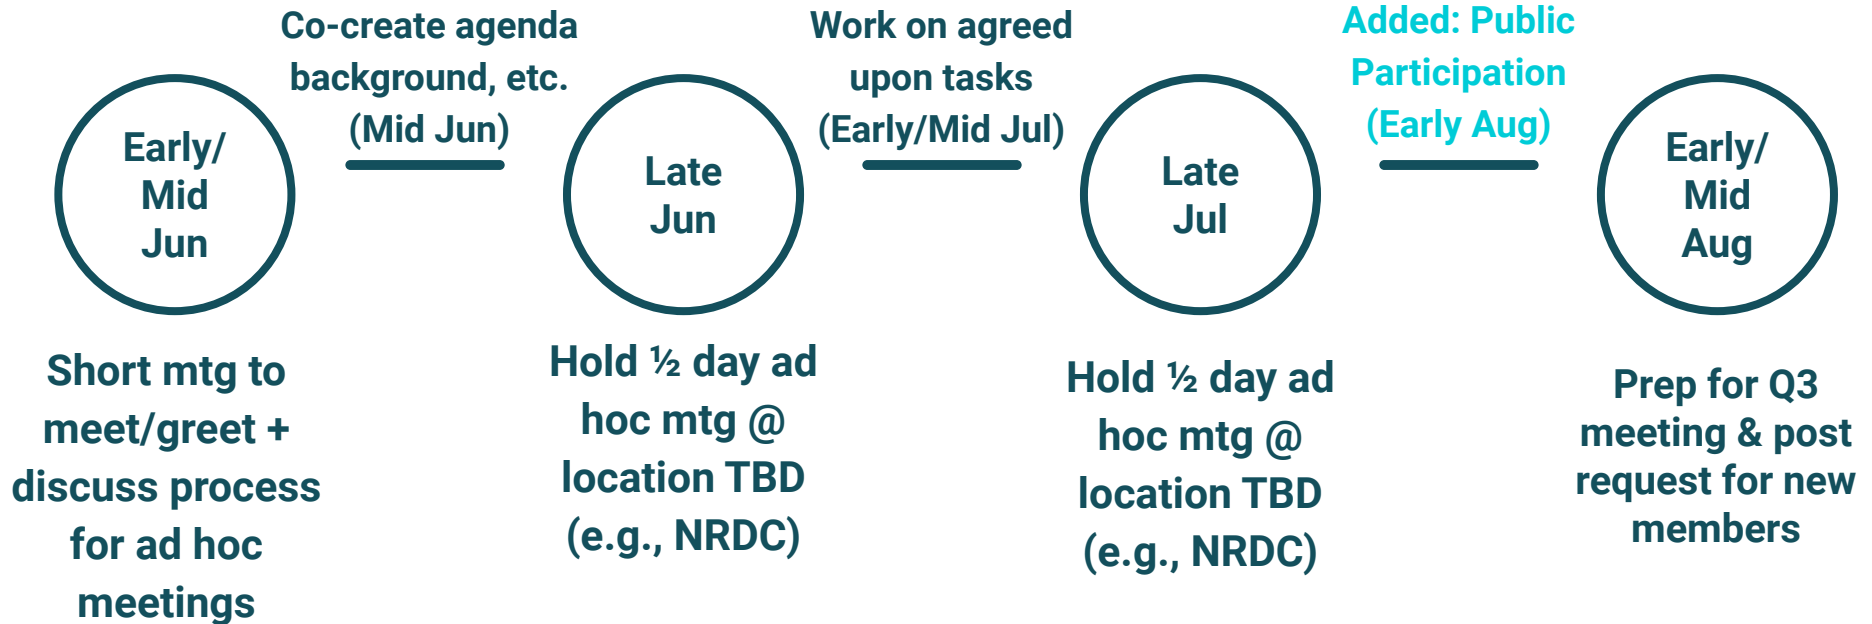 Co-create agenda
background, etc.
(Mid Jun)
Work on agreed
upon tasks
(Early/Mid Jul)
Added: Public
Participation
(Early Aug)
Early/
Mid
Jun
Late
Jun
Late
Jul
Early/
Mid
Aug
Short mtg to
meet/greet +
discuss process
for ad hoc
meetings
Hold ½ day ad
hoc mtg @
location TBD
(e.g., NRDC)
Hold ½ day ad
hoc mtg @
location TBD
(e.g., NRDC)
Prep for Q3
meeting & post
request for new
members